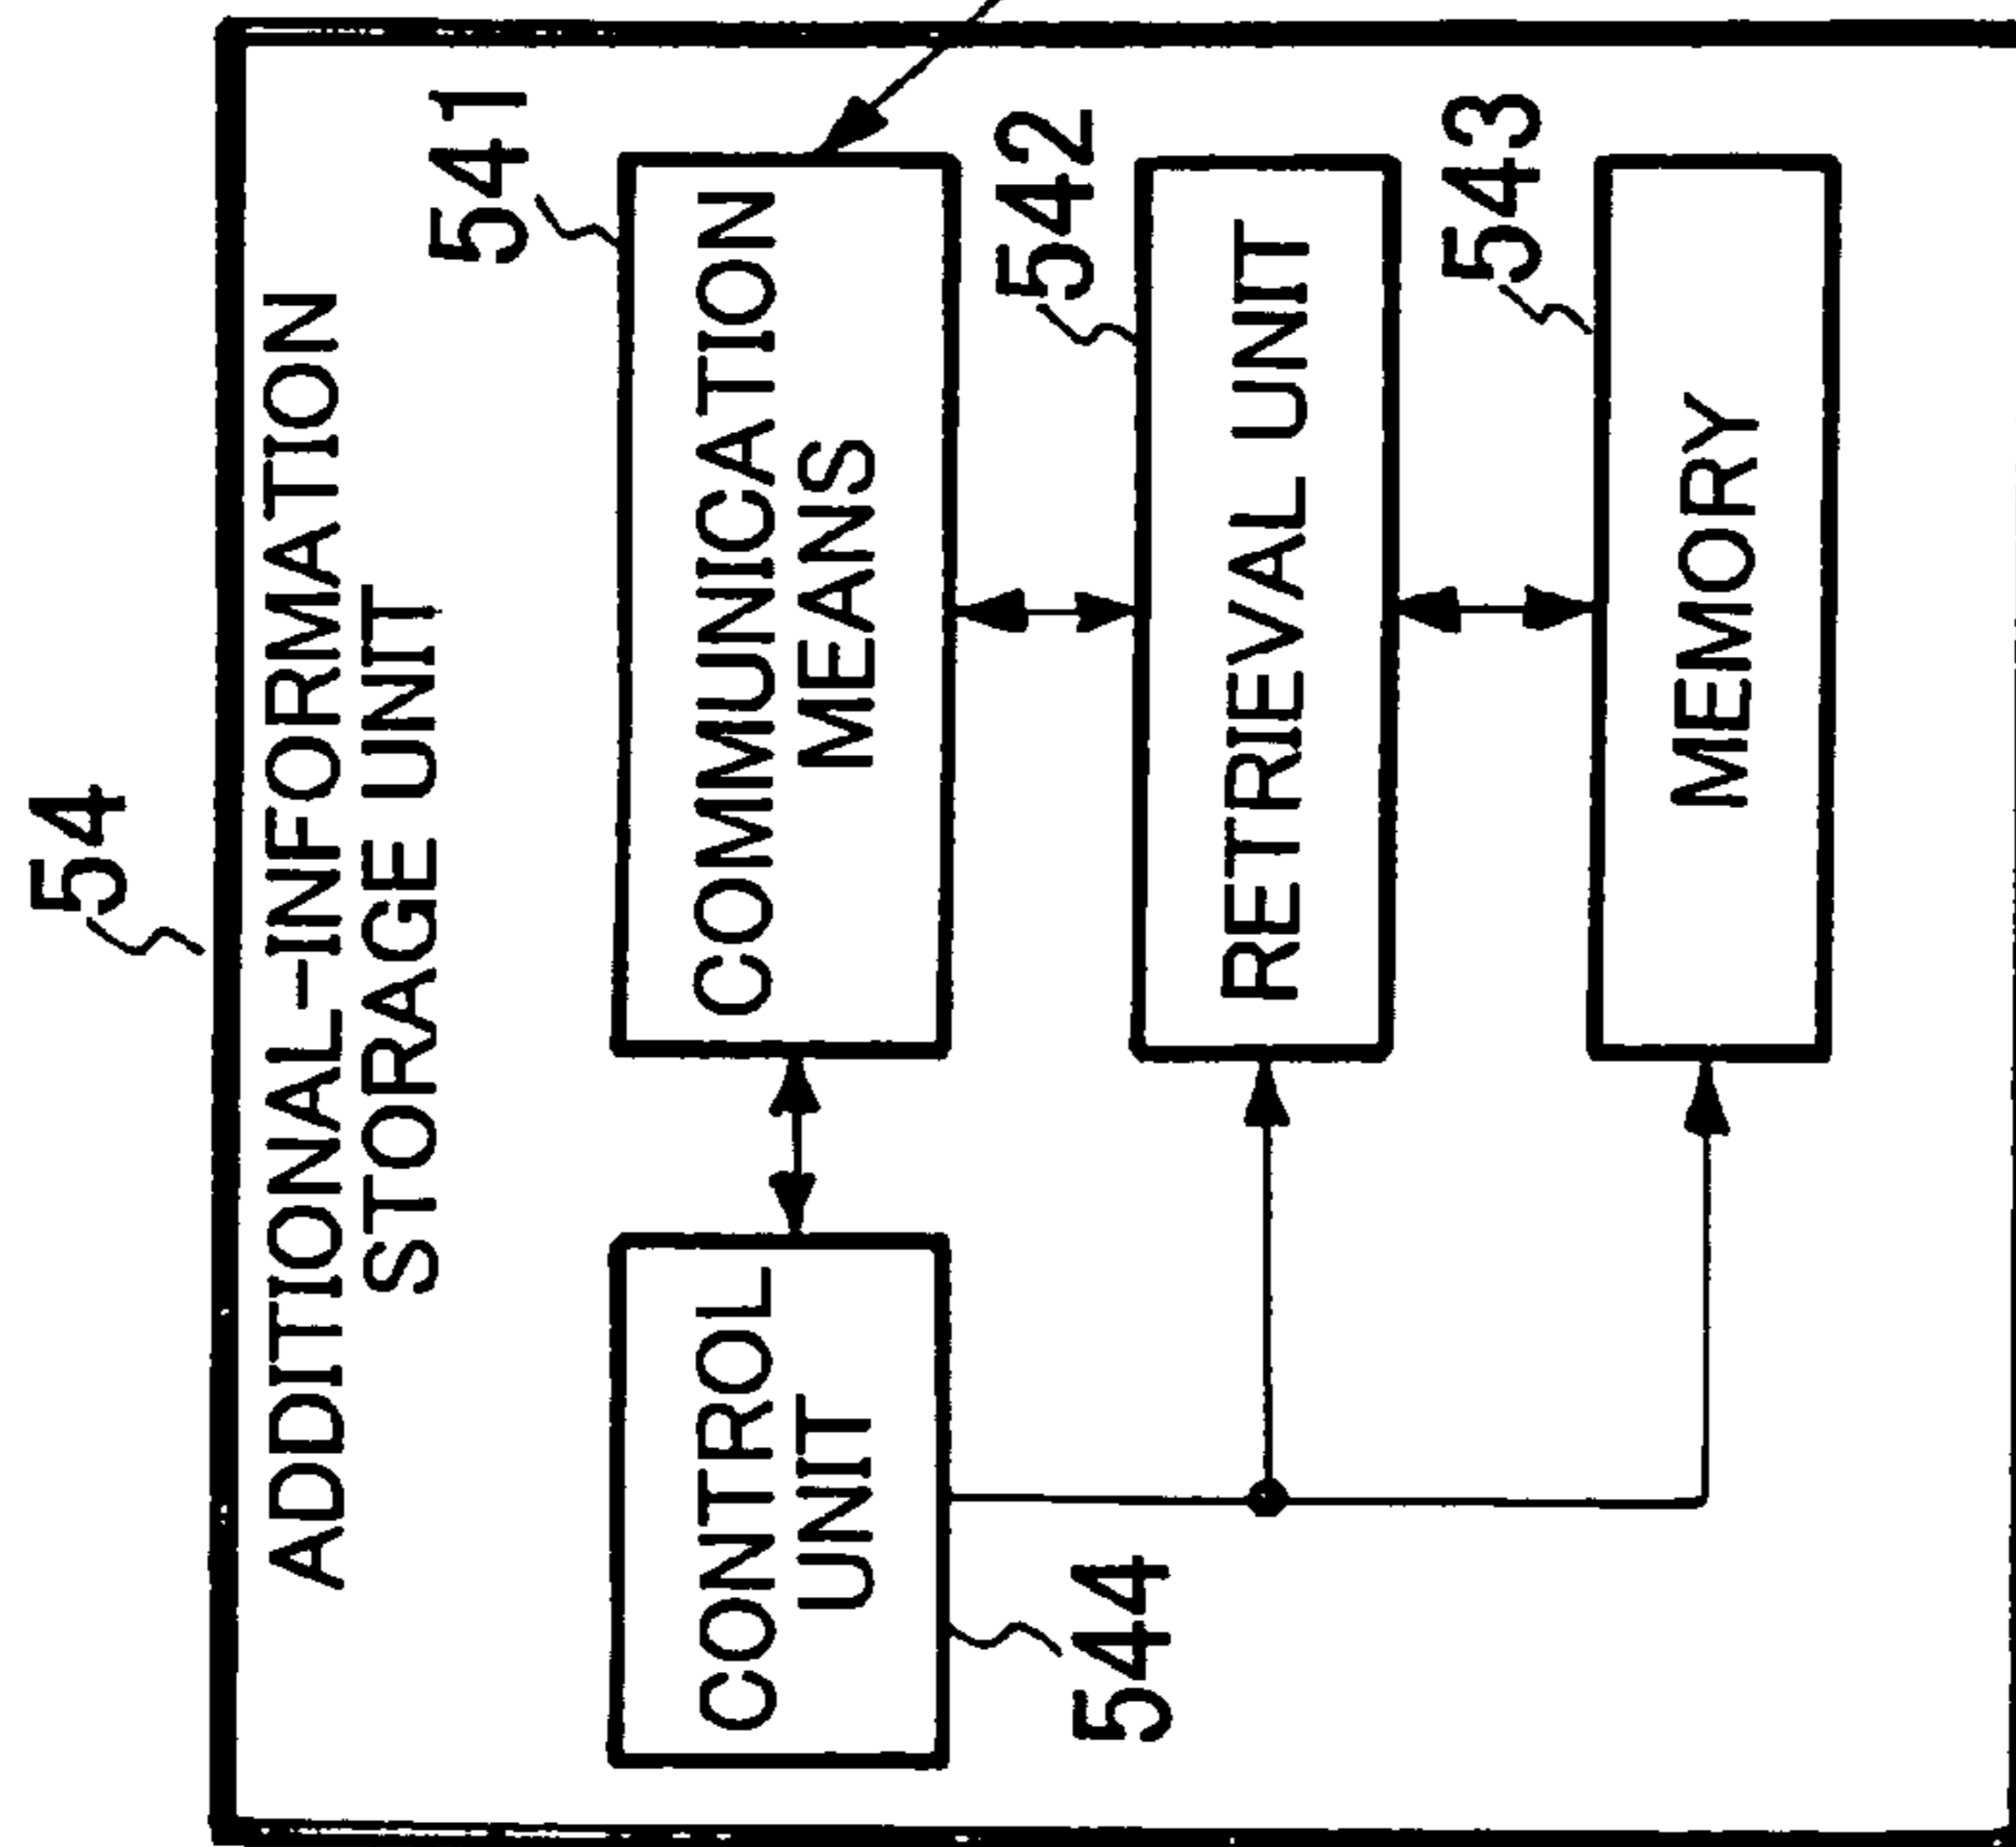 54
ADDITIONAL-INFORMATION
STORAGE UNIT
541
COMMUNICATION
MEANS
CONTROL
UNIT
542
RETRIEVAL UNIT
544
543
MEMORY